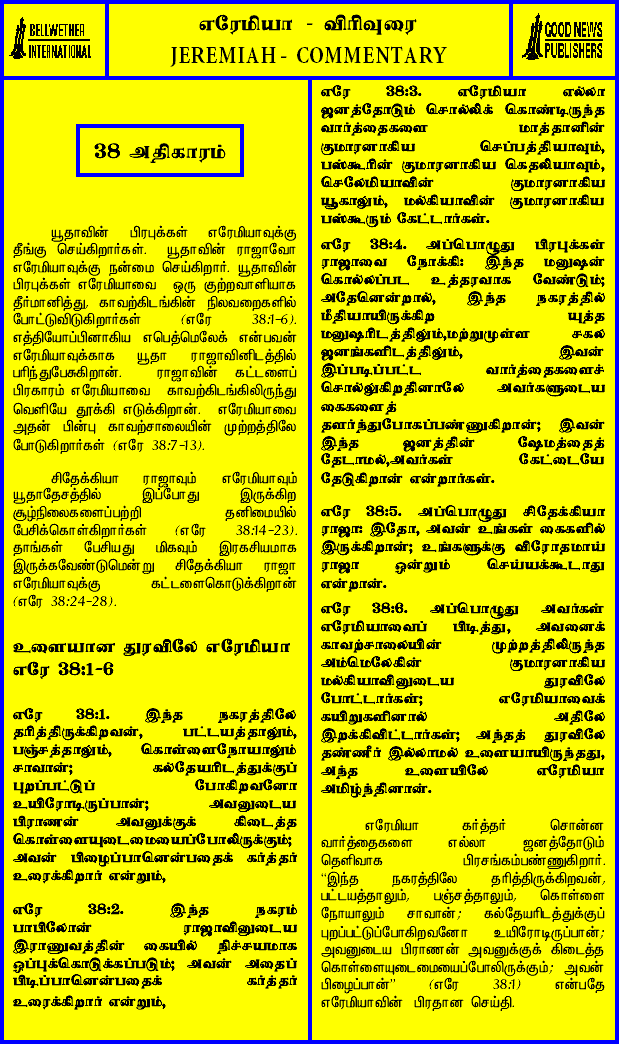 BELLWETHER
INTERNATIONAL
எரேமியா - விரிவுரை
JEREMIAH - COMMENTARY
GOOD NEWS
PUBLISHERS
38 அதிகாரம்
யூதாவின் பிரபுக்கள் எரேமியாவுக்கு
தீங்கு செய்கிறார்கள். யூதாவின் ராஜாவோ
எரேமியாவுக்கு நன்மை செய்கிறார். யூதாவின்
பிரபுக்கள் எரேமியாவை ஒரு குற்றவாளியாக
தீர்மானித்து, காவற்கிடங்கின் நிலவறைகளில்
போட்டுவிடுகிறார்கள் (எரே 38:1-6).
எத்தியோப்பினாகிய எபெத்மெலேக் என்பவன்
எரேமியாவுக்காக யூதா ராஜாவினிடத்தில்
பரிந்துபேசுகிறான். ராஜாவின் கட்டளைப்
பிரகாரம் எரேமியாவை காவற்கிடங்கிலிருந்து
வெளியே தூக்கி எடுக்கிறான். எரேமியாவை
அதன் பின்பு காவற்சாலையின் முற்றத்திலே
போடுகிறார்கள் (எரே 38:7-13).
சிதேக்கியா ராஜாவும் எரேமியாவும்
யூதாதேசத்தில் இப்போது இருக்கிற
சூழ்நிலைகளைப்பற்றி தனிமையில்
பேசிக்கொள்கிறார்கள் (எரே 38:14-23).
தாங்கள் பேசியது மிகவும் இரகசியமாக
இருக்கவேண்டுமென்று சிதேக்கியா ராஜா
எரேமியாவுக்கு கட்டளைகொடுக்கிறான்
(எரே 38:24-28).
உளையான துரவிலே எரேமியா
எரே 38:1-6
எரே 38:1. இந்த நகரத்திலே
தரித்திருக்கிறவன், பட்டயத்தாலும்,
பஞ்சத்தாலும், கொள்ளைநோயாலும்
சாவான்; கல்தேயரிடத்துக்குப்
புறப்பட்டுப் போகிறவனோ
உயிரோடிருப்பான்; அவனுடைய
பிராணன் அவனுக்குக் கிடைத்த
கொள்ளையுடைமையைப்போலிருக்கும்;
அவன் பிழைப்பானென்பதைக் கர்த்தர்
உரைக்கிறார் என்றும்,
எரே 38:2. இந்த நகரம்
பாபிலோன் ராஜாவினுடைய
இராணுவத்தின் கையில் நிச்சயமாக
ஒப்புக்கொடுக்கப்படும்; அவன் அதைப்
பிடிப்பானென்பதைக் கர்த்தர்
உரைக்கிறார் என்றும்,
எரே 38:3. எரேமியா எல்லா
ஜனத்தோடும் சொல்லிக் கொண்டிருந்த
வார்த்தைகளை மாத்தானின்
குமாரனாகிய செப்பத்தியாவும்,
பஸ்கூரின் குமாரனாகிய கெதலியாவும்,
செலேமியாவின் குமாரனாகிய
யூகாலும், மல்கியாவின் குமாரனாகிய
பஸ்கூரும் கேட்டார்கள்.
எரே 38:4. அப்பொழுது பிரபுக்கள்
ராஜாவை நோக்கி: இந்த மனுஷன்
கொல்லப்பட உத்தரவாக வேண்டும்;
அதேனென்றால், இந்த நகரத்தில்
மீதியாயிருக்கிற யுத்த
மனுஷரிடத்திலும்,மற்றுமுள்ள சகல
ஜனங்களிடத்திலும், இவன்
இப்படிப்பட்ட வார்த்தைகளைச்
சொல்லுகிறதினாலே அவர்களுடைய
கைகளைத்
தளர்ந்துபோகப்பண்ணுகிறான்; இவன்
இந்த ஜனத்தின் ஷேமத்தைத்
தேடாமல்,அவர்கள் கேட்டையே
தேடுகிறான் என்றார்கள்.
எரே 38:5. அப்பொழுது சிதேக்கியா
ராஜா: இதோ, அவன் உங்கள் கைகளில்
இருக்கிறான்; உங்களுக்கு விரோதமாய்
ராஜா ஒன்றும் செய்யக்கூடாது
என்றான்.
எரே 38:6. அப்பொழுது அவர்கள்
எரேமியாவைப் பிடித்து, அவனைக்
காவற்சாலையின் முற்றத்திலிருந்த
அம்மெலேகின் குமாரனாகிய
மல்கியாவினுடைய துரவிலே
போட்டார்கள்; எரேமியாவைக்
கயிறுகளினால் அதிலே
இறக்கிவிட்டார்கள்; அந்தத் துரவிலே
தண்ணீர் இல்லாமல் உளையாயிருந்தது,
அந்த உளையிலே எரேமியா
அமிழ்ந்தினான்.
எரேமியா கர்த்தர் சொன்ன
வார்த்தைகளை எல்லா ஜனத்தோடும்
தெளிவாக பிரசங்கம்பண்ணுகிறார்.
"இந்த நகரத்திலே தரித்திருக்கிறவன்,
பட்டயத்தாலும், பஞ்சத்தாலும், கொள்ளை
நோயாலும் சாவான்; கல்தேயரிடத்துக்குப்
புறப்பட்டுப்போகிறவனோ உயிரோடிருப்பான்;
அவனுடைய பிராணன் அவனுக்குக் கிடைத்த
கொள்ளையுடைமையைப்போலிருக்கும்; அவன்
பிழைப்பான்" (எரே 38:1) என்பதே
எரேமியாவின் பிரதான செய்தி.